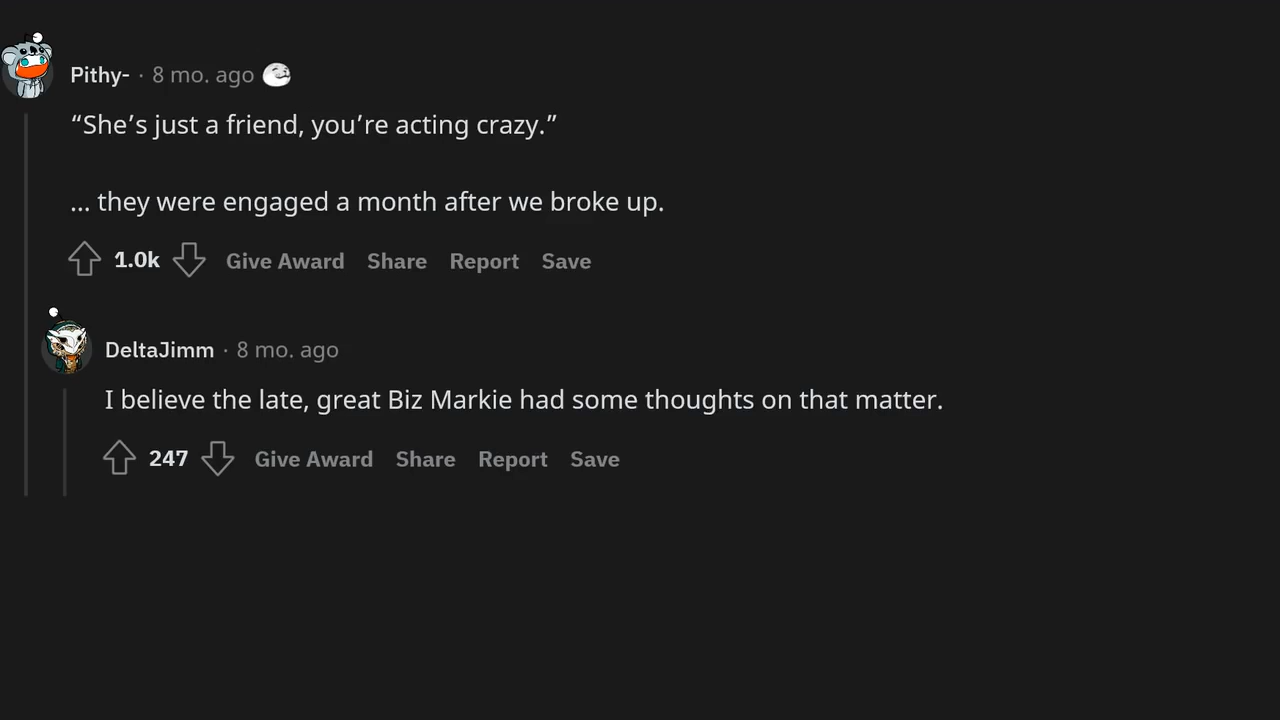 Pithy- · 8 mo. ago
“She’s just a friend, you’re acting crazy.”
... they were engaged a month after we broke up.
1.0k Give Award Share Report Save
DeltaJimm · 8 mo. ago
I believe the late, great Biz Markie had some thoughts on that matter.
247 Give Award Share Report Save